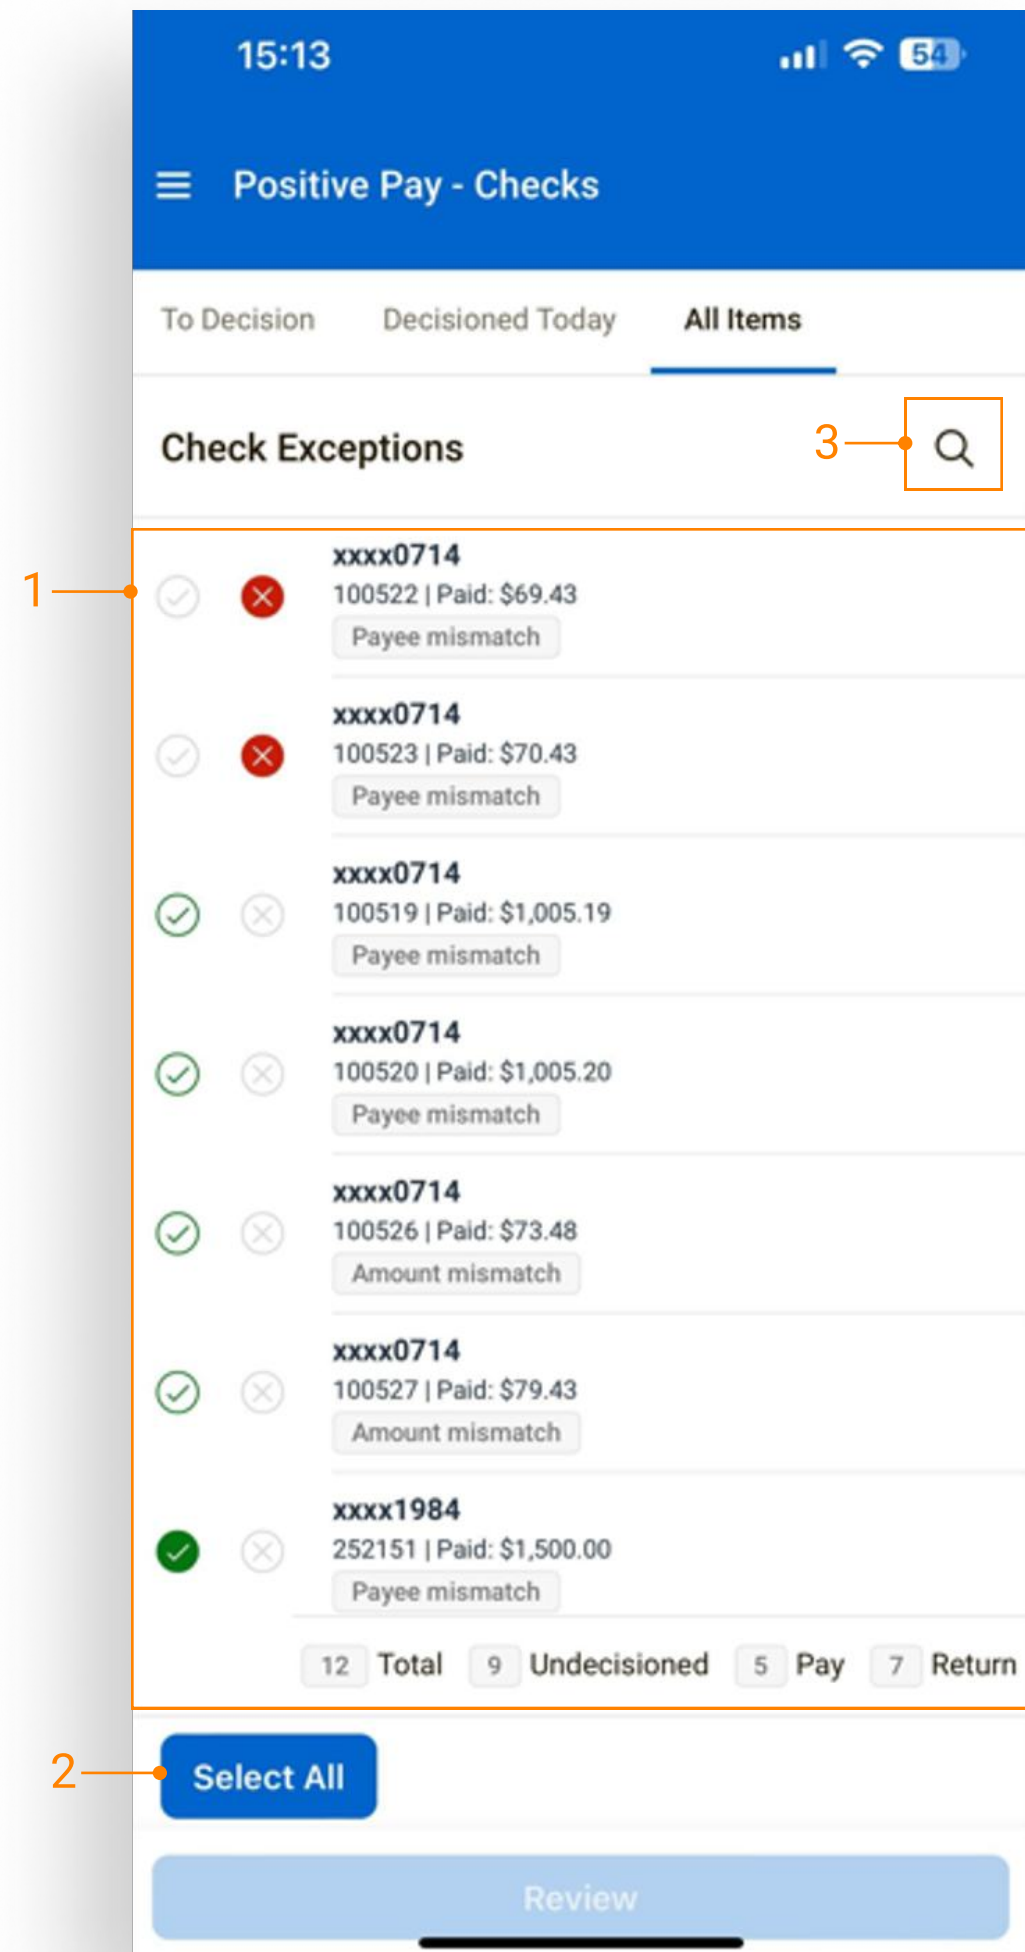 15:13 54
Positive Pay - Checks
To Decision Decisioned Today All Items
Check Exceptions 3
1
xxxx0714
100522 | Paid: $69.43
Payee mismatch
xxxx0714
100523 | Paid: $70.43
Payee mismatch
xxxx0714
100519 | Paid: $1,005.19
Payee mismatch
xxxx0714
100520 | Paid: $1,005.20
Payee mismatch
xxxx0714
100526 | Paid: $73.48
Amount mismatch
xxxx0714
100527 | Paid: $79.43
Amount mismatch
xxxx1984
252151 | Paid: $1,500.00
Payee mismatch
12 Total 9 Undecisioned 5 Pay 7 Return
2 Select All
Review